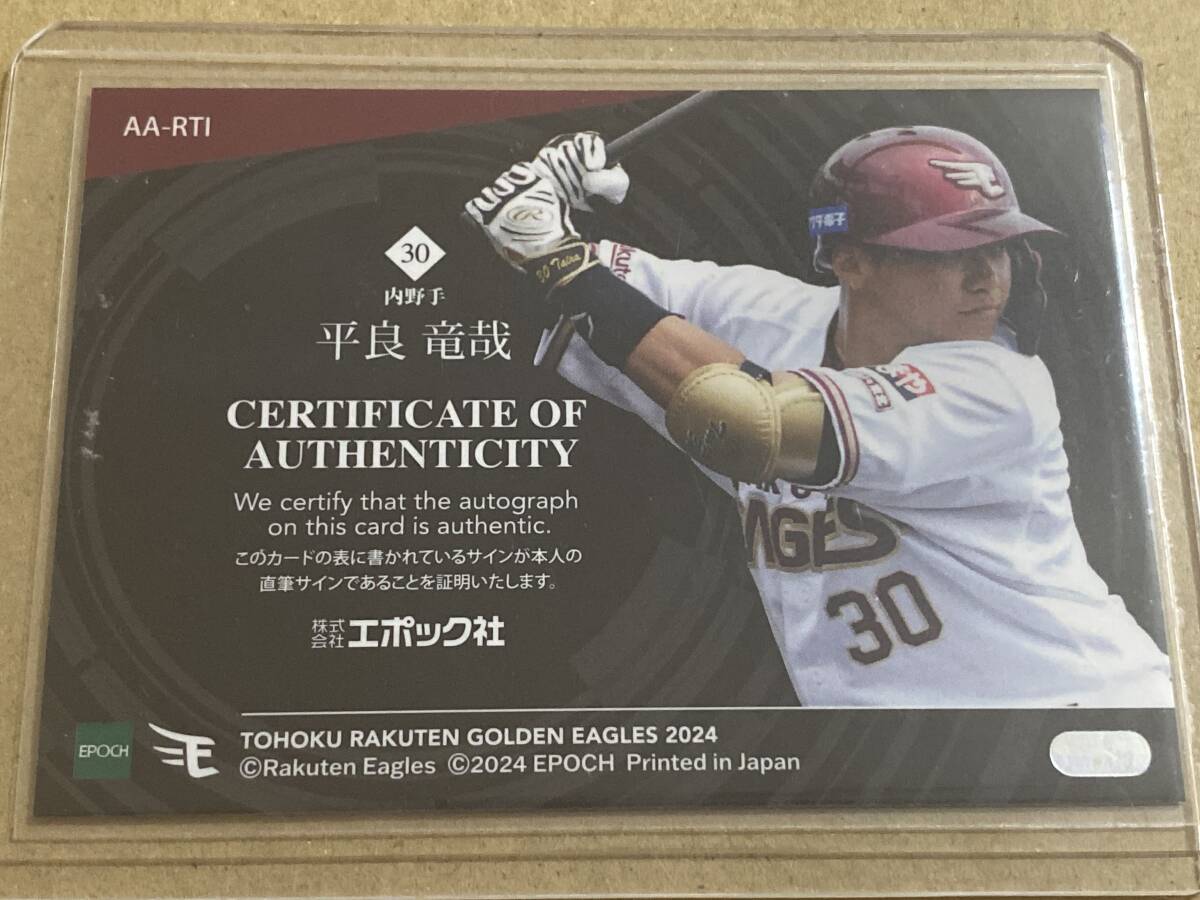 AA-RTI
30
内野手
平良 竜哉
CERTIFICATE OF
AUTHENTICITY
We certify that the autograph
on this card is authentic.
このカードの表に書かれているサインが本人の
直筆サインであることを証明いたします。
株式会社エポック社
30 Taira
30
EPOCH
TOHOKU RAKUTEN GOLDEN EAGLES 2024
©Rakuten Eagles ©2024 EPOCH Printed in Japan